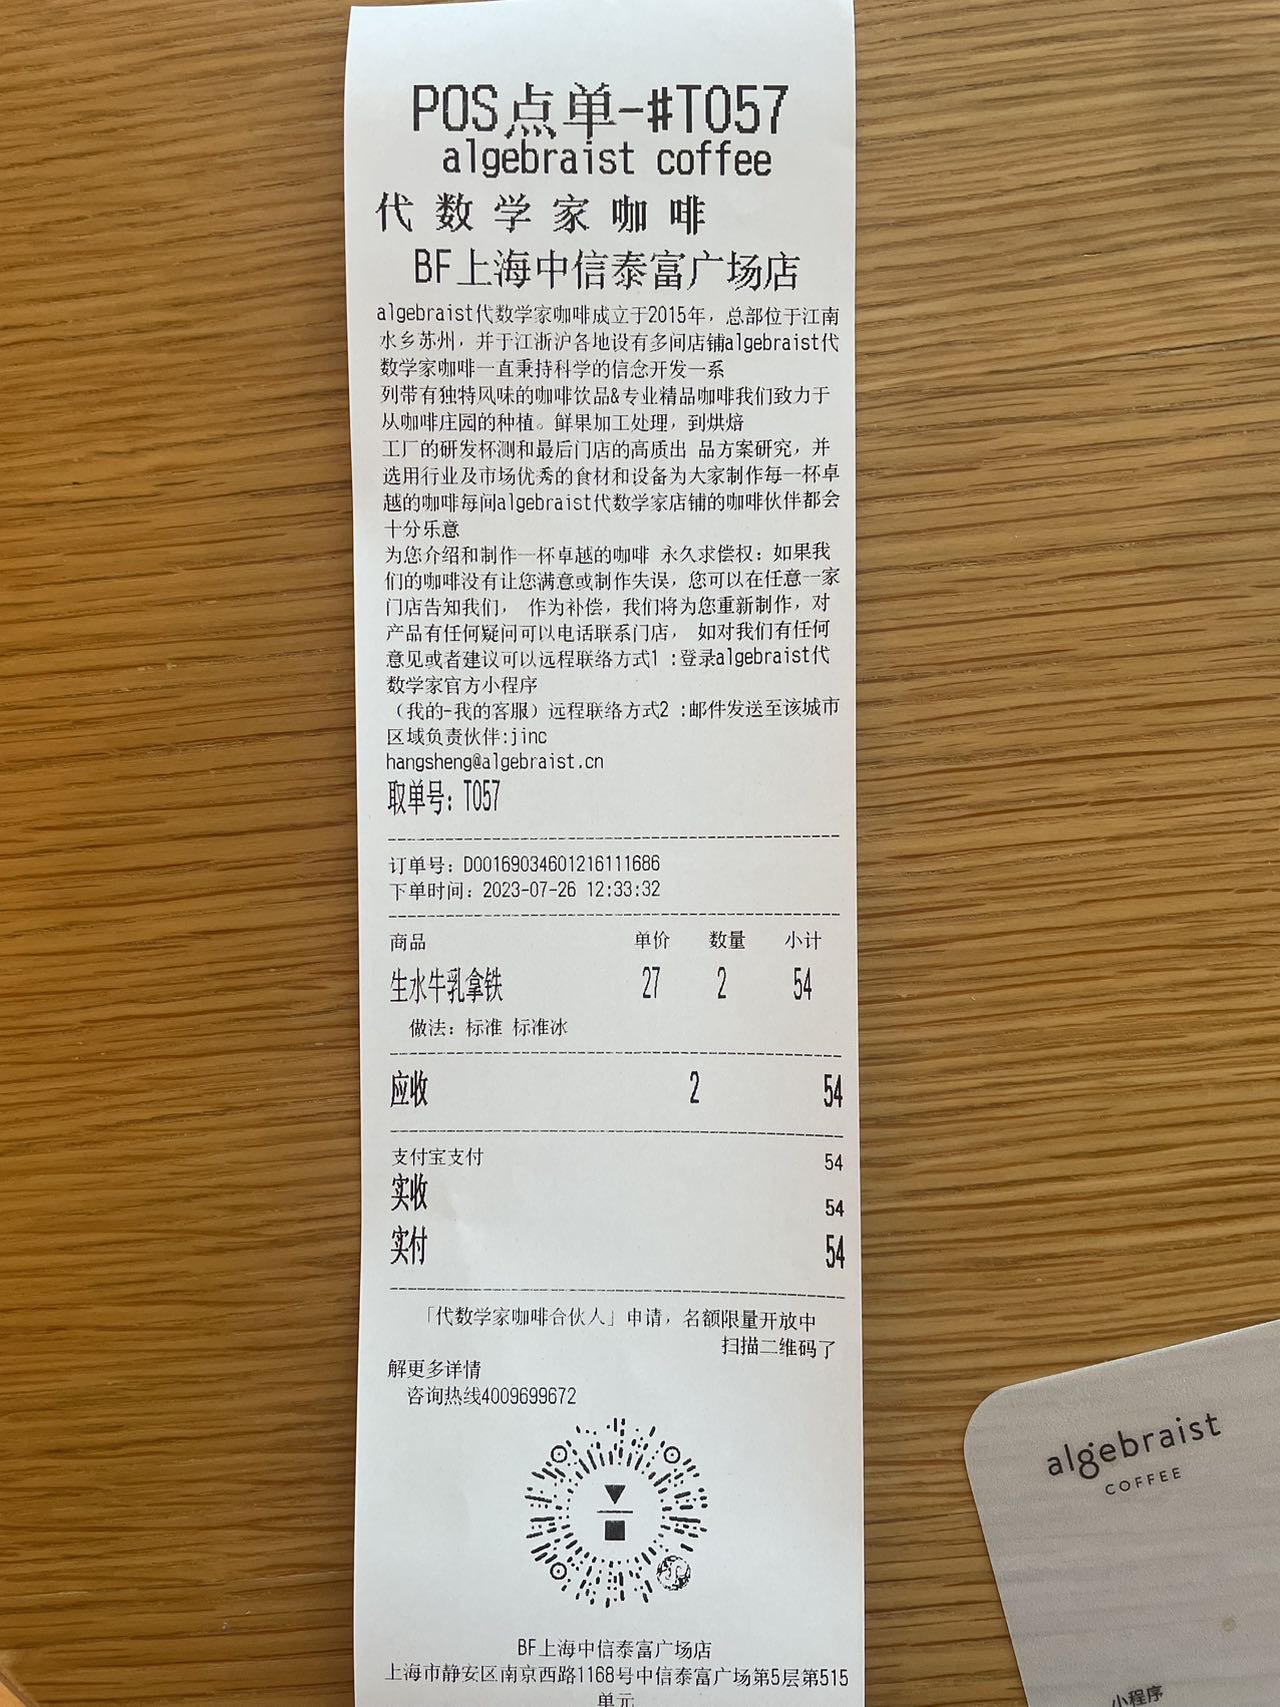 POS点单-#T057
algebraist coffee
代数学家咖啡
BF上海中信泰富广场店
algebraist代数学家咖啡成立于2015年，总部位于江南
水乡苏州，并于江浙沪各地设有多间店铺algebraist代
数学家咖啡一直秉持科学的信念开发一系
列带有独特风味的咖啡饮品&专业精品咖啡我们致力于
从咖啡庄园的种植。鲜果加工处理，到烘焙
工厂的研发杯测和最后门店的高质出 品方案研究，并
选用行业及市场优秀的食材和设备为大家制作每一杯卓
越的咖啡每间algebraist代数学家店铺的咖啡伙伴都会
十分乐意
为您介绍和制作一杯卓越的咖啡 永久求偿权：如果我
们的咖啡没有让您满意或制作失误，您可以在任意一家
门店告知我们， 作为补偿，我们将为您重新制作，对
产品有任何疑问可以电话联系门店， 如对我们有任何
意见或者建议可以远程联络方式1 :登录algebraist代
数学家官方小程序
（我的-我的客服）远程联络方式2 :邮件发送至该城市
区域负责伙伴:jinc
hangsheng@algebraist.cn
取单号：T057
订单号：D00169034601216111686
下单时间：2023-07-26 12:33:32
商品 单价 数量 小计
生水牛乳拿铁 27 2 54
做法：标准 标准冰
应收 2 54
支付宝支付 54
实收 54
实付 54
「代数学家咖啡合伙人」申请，名额限量开放中
扫描二维码了
解更多详情
咨询热线4009699672
BF上海中信泰富广场店
上海市静安区南京西路1168号中信泰富广场第5层第515
单元
algebraist
COFFEE
小程序